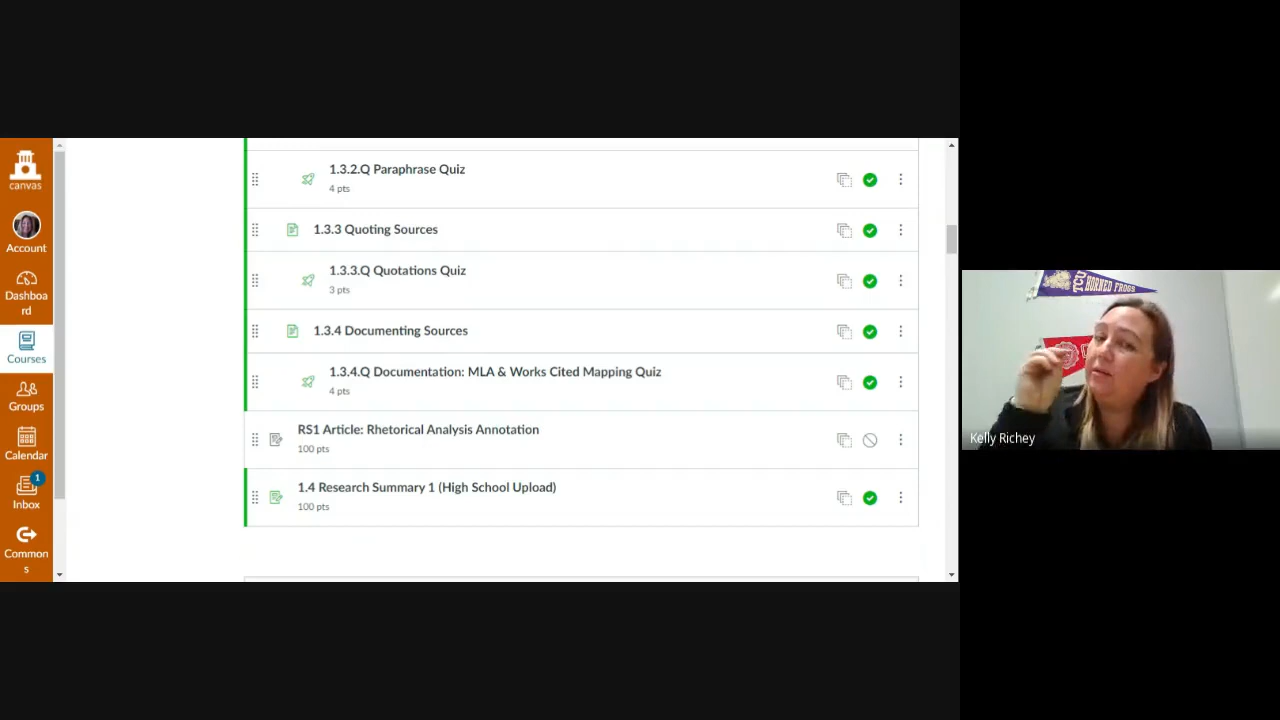 canvas
Account
Dashboa
rd
Courses
Groups
Calendar
1
Inbox
Common
s
1.3.2.Q Paraphrase Quiz
4 pts
1.3.3 Quoting Sources
1.3.3.Q Quotations Quiz
3 pts
1.3.4 Documenting Sources
1.3.4.Q Documentation: MLA & Works Cited Mapping Quiz
4 pts
RS1 Article: Rhetorical Analysis Annotation
100 pts
1.4 Research Summary 1 (High School Upload)
100 pts
TCU
HORNED FROGS
Kelly Richey